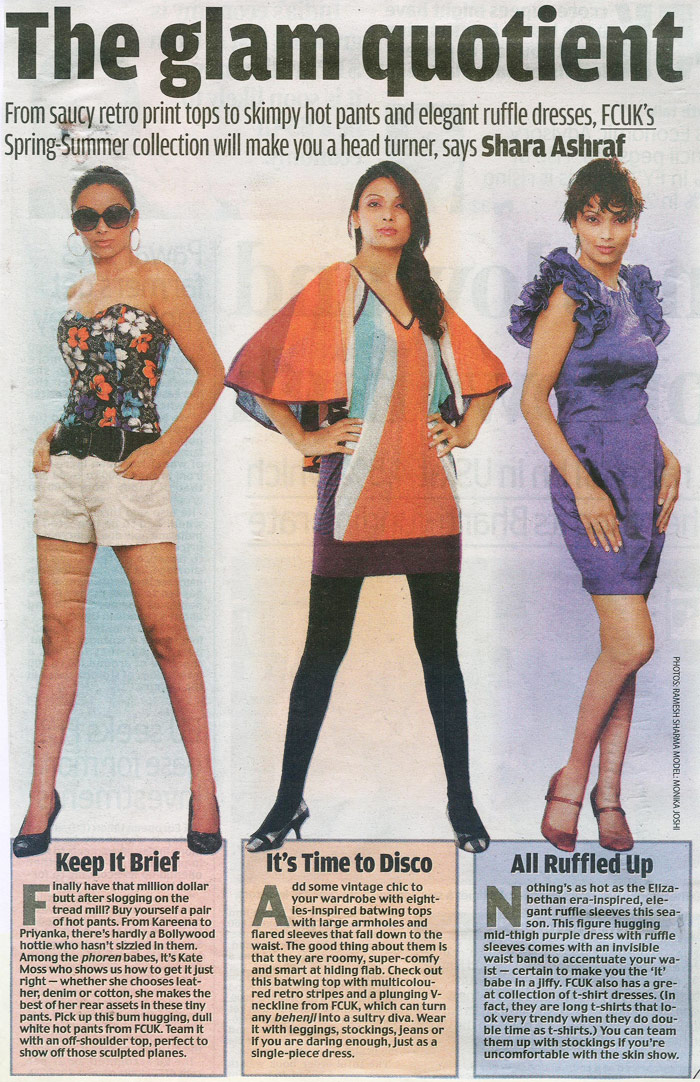 The glam quotient
From saucy retro print tops to skimpy hot pants and elegant ruffle dresses, FCUK's
Spring-Summer collection will make you a head turner, says Shara Ashraf
PHOTOS: RAMESH SHARMA MODEL: MONIKA JOSHI
Keep It Brief
Finally have that million dollar
butt after slogging on the
tread mill? Buy yourself a pair
of hot pants. From Kareena to
Priyanka, there's hardly a Bollywood
hottie who hasn't sizzled in them.
Among the phoren babes, it's Kate
Moss who shows us how to get it just
right — whether she chooses leat-
her, denim or cotton, she makes the
best of her rear assets in these tiny
pants. Pick up this bum hugging, dull
white hot pants from FCUK. Team it
with an off-shoulder top, perfect to
show off those sculpted planes.
It's Time to Disco
Add some vintage chic to
your wardrobe with eight-
ies-inspired batwing tops
with large armholes and
flared sleeves that fall down to the
waist. The good thing about them is
that they are roomy, super-comfy
and smart at hiding flab. Check out
this batwing top with multicolou-
red retro stripes and a plunging V-
neckline from FCUK, which can turn
any behenji into a sultry diva. Wear
it with leggings, stockings, jeans or
if you are daring enough, just as a
single-piece dress.
All Ruffled Up
Nothing's as hot as the Eliza-
bethan era-inspired, ele-
gant ruffle sleeves this sea-
son. This figure hugging
mid-thigh purple dress with ruffle
sleeves comes with an invisible
waist band to accentuate your wa-
ist — certain to make you the 'it'
babe in a jiffy. FCUK also has a gre-
at collection of t-shirt dresses. (In
fact, they are long t-shirts that lo-
ok very trendy when they do dou-
ble time as t-shirts.) You can team
them up with stockings if you're
uncomfortable with the skin show.